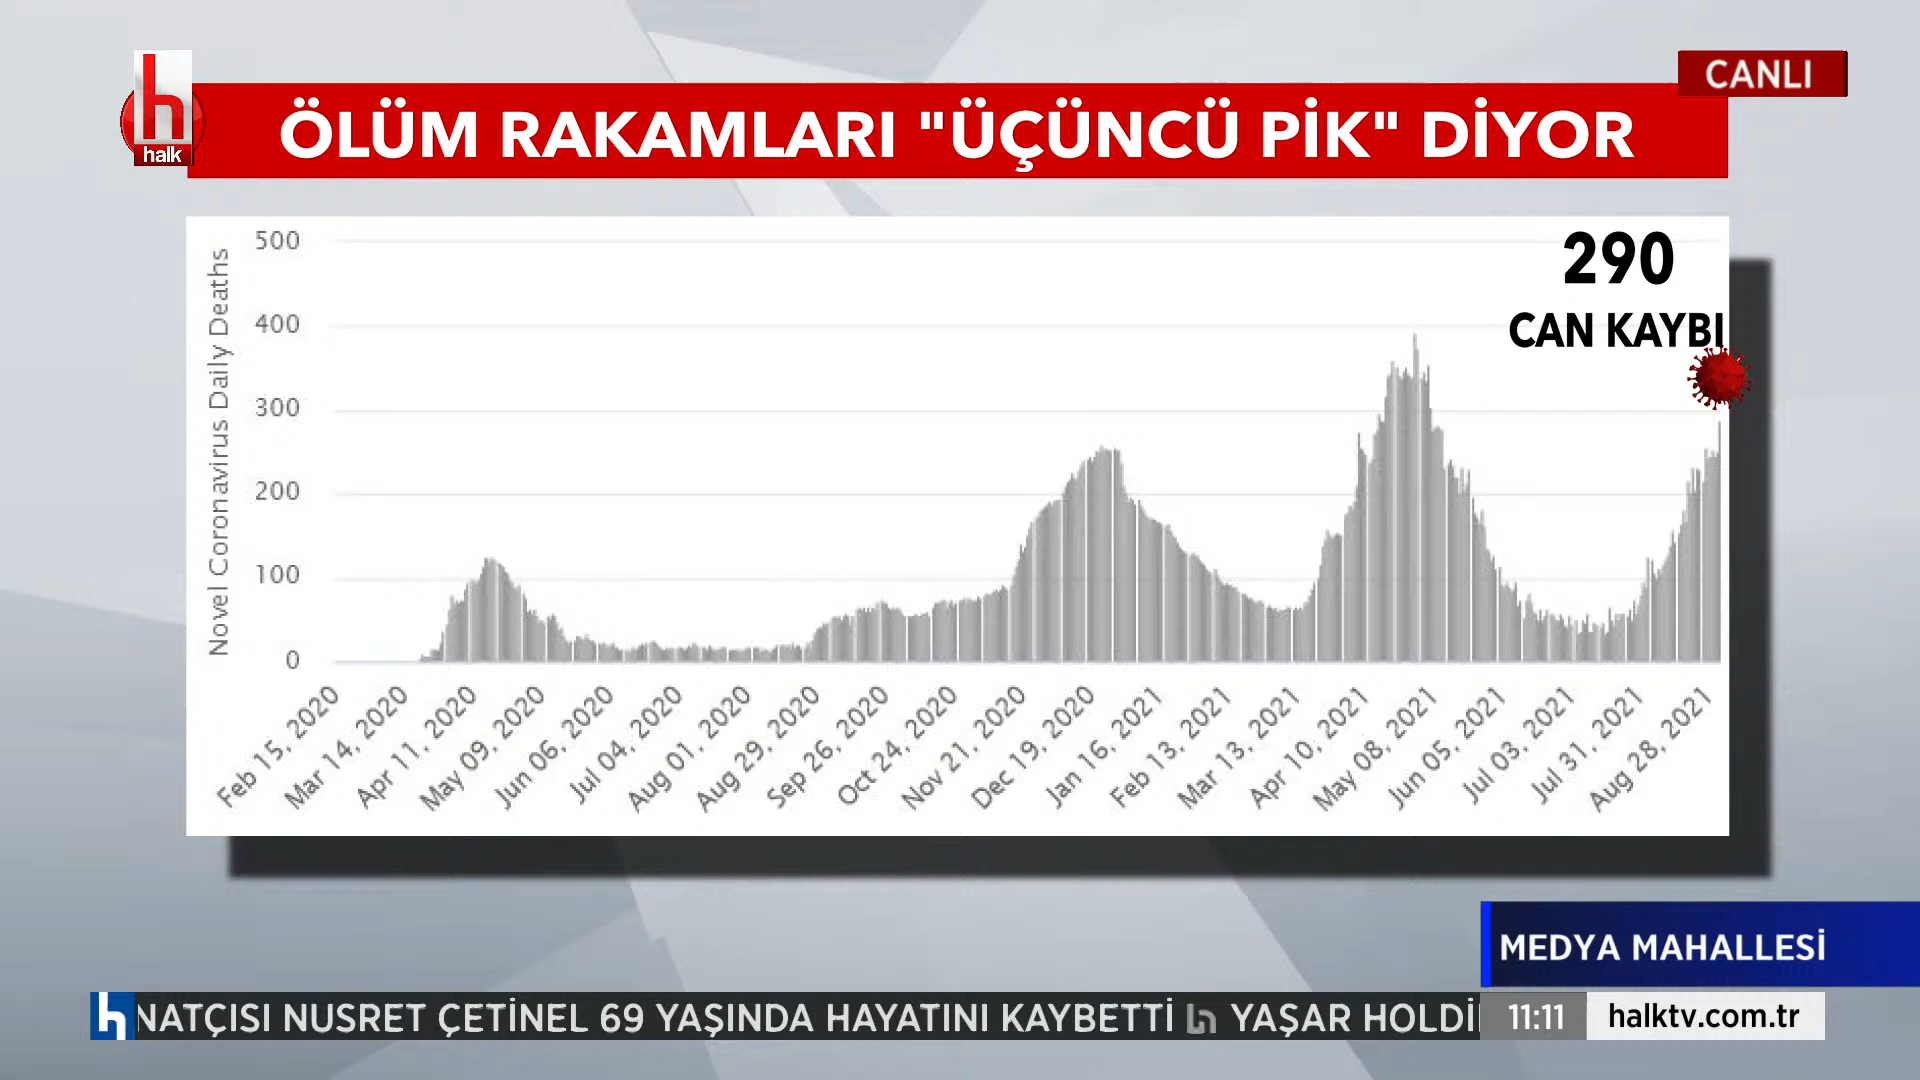 CANLI
h
halk
ÖLÜM RAKAMLARI "ÜÇÜNCÜ PİK" DİYOR
290
CAN KAYBI
Novel Coronavirus Daily Deaths
500
400
300
200
100
0
Feb 15, 2020
Mar 14, 2020
Apr 11, 2020
May 09, 2020
Jun 06, 2020
Jul 04, 2020
Aug 01, 2020
Aug 29, 2020
Sep 26, 2020
Oct 24, 2020
Nov 21, 2020
Dec 19, 2020
Jan 16, 2021
Feb 13, 2021
Mar 13, 2021
Apr 10, 2021
May 08, 2021
Jun 05, 2021
Jul 03, 2021
Jul 31, 2021
Aug 28, 2021
MEDYA MAHALLESİ
h NATÇISI NUSRET ÇETİNEL 69 YAŞINDA HAYATINI KAYBETTİ h YAŞAR HOLDİ 11:11 halktv.com.tr